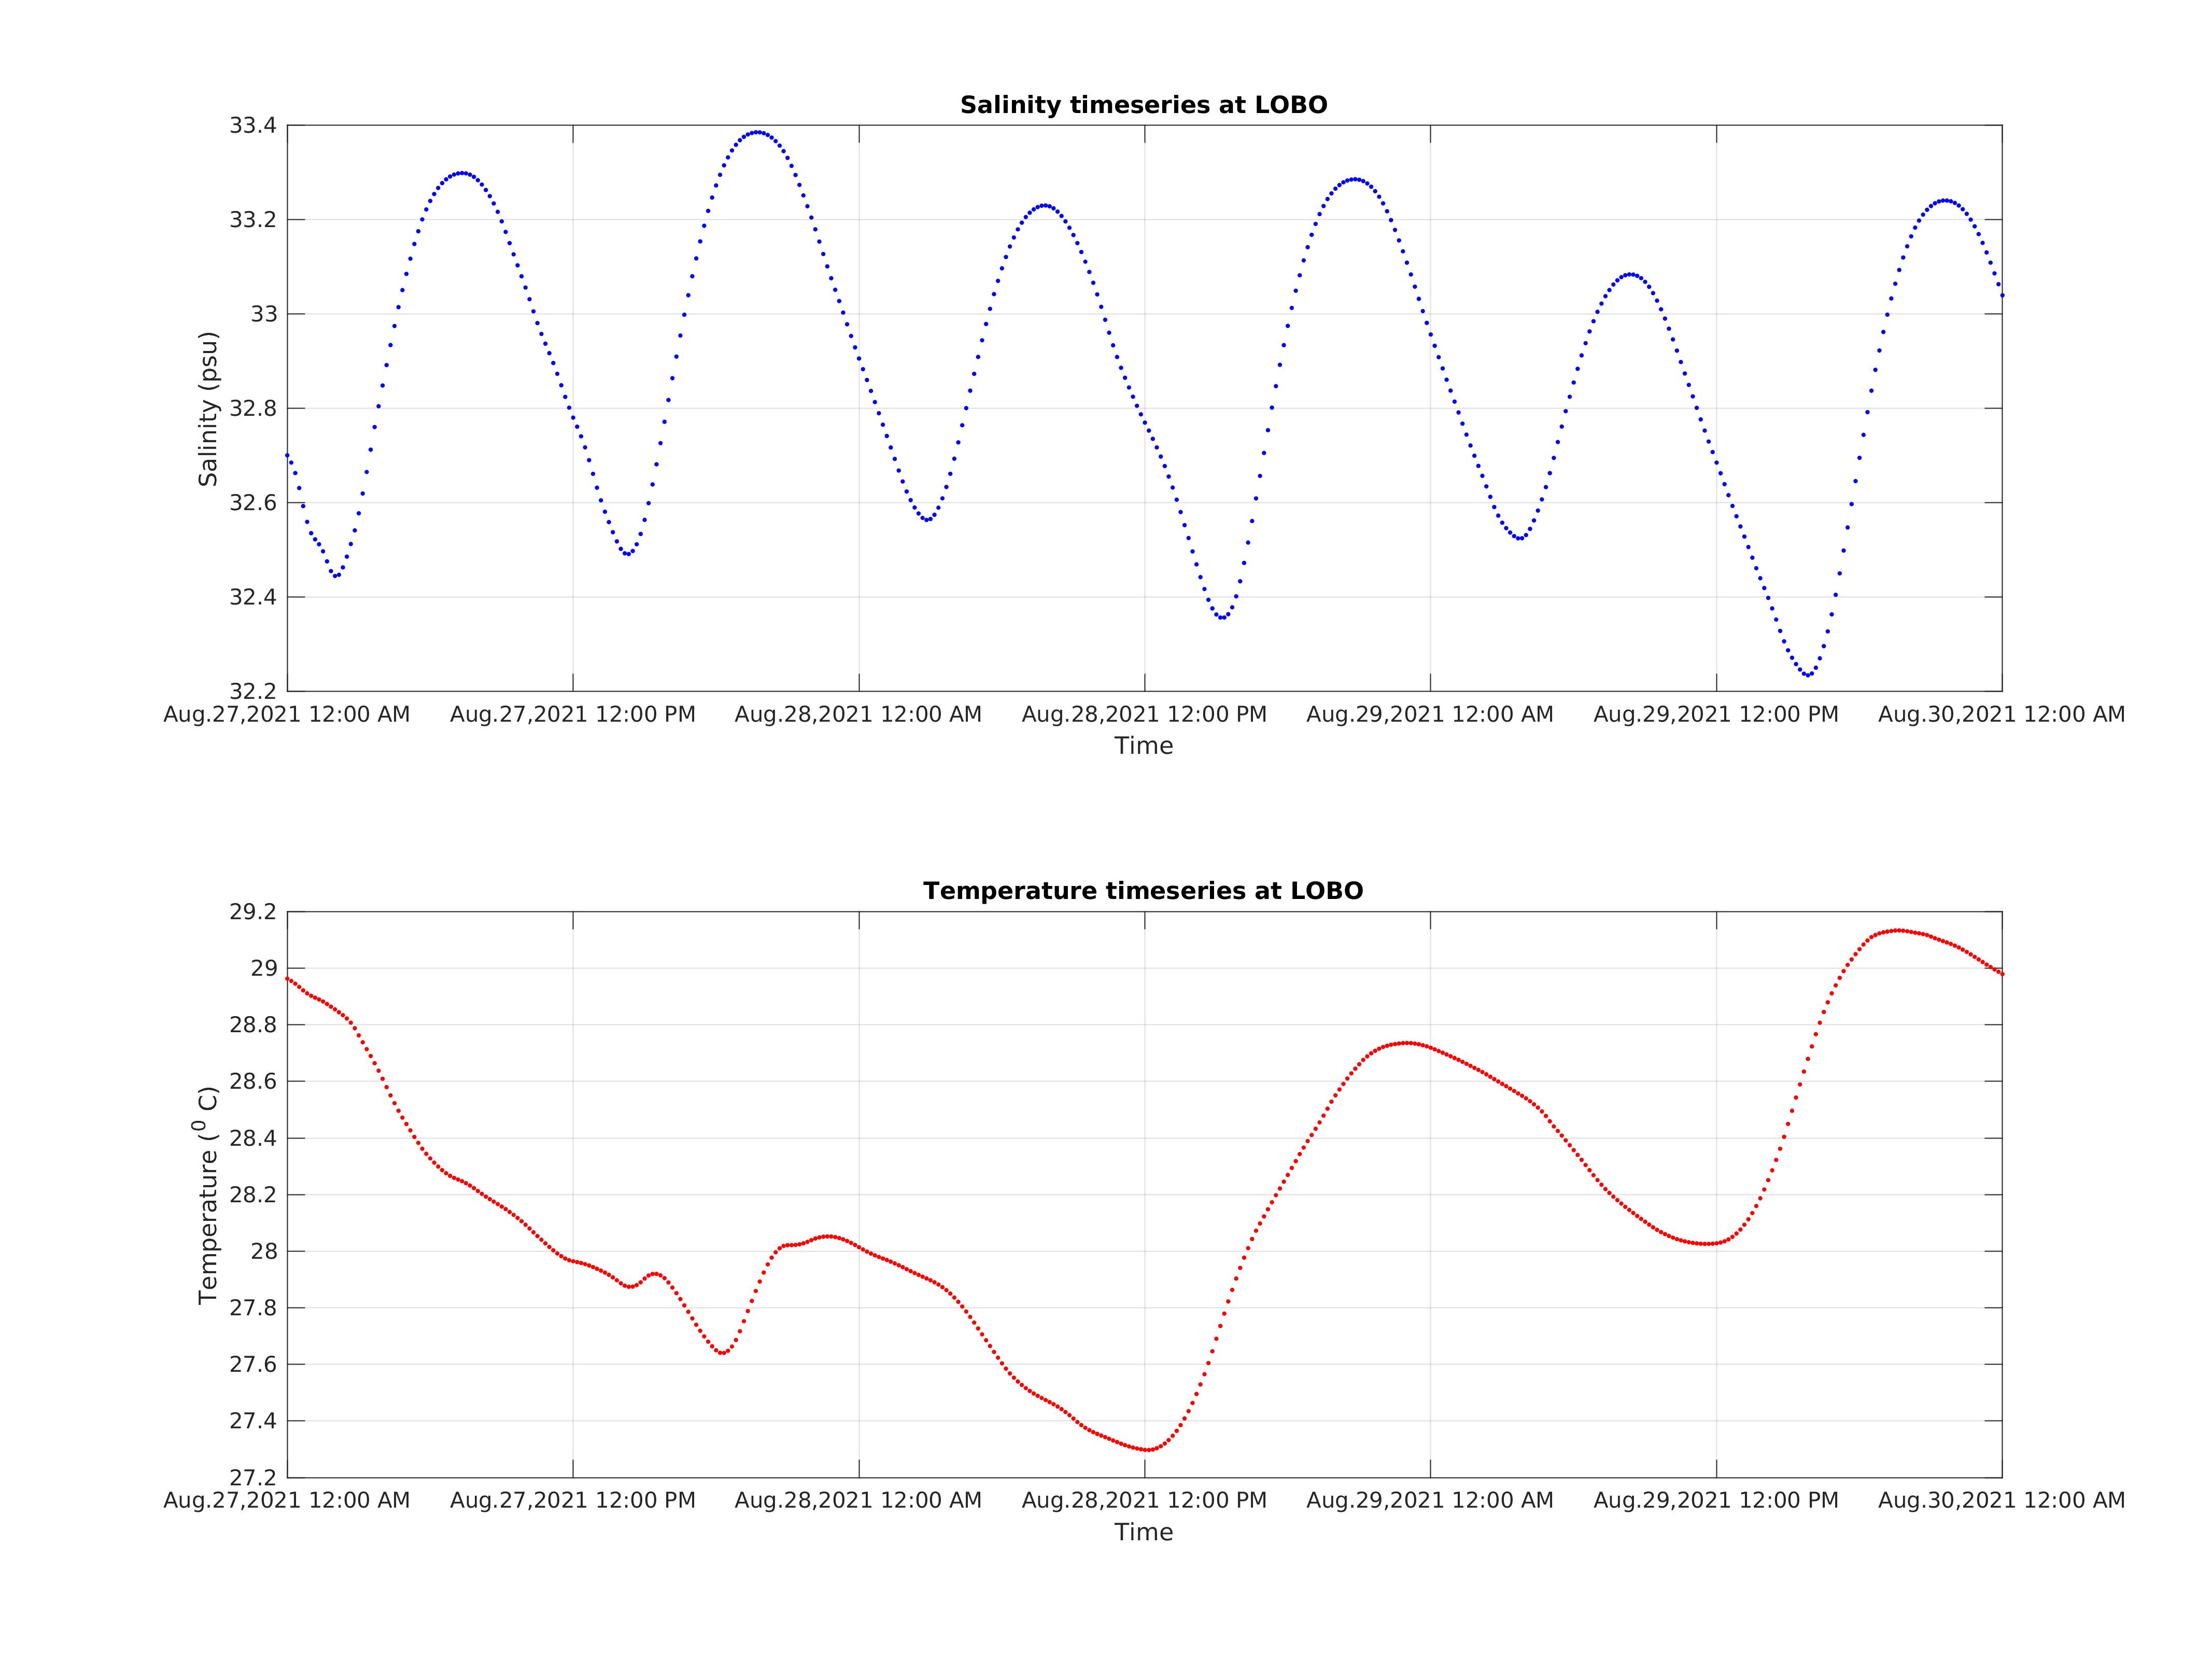 Salinity timeseries at LOBO
33.4
33.2
33
32.8
32.6
32.4
32.2
Salinity (psu)
Aug.27,2021 12:00 AM Aug.27,2021 12:00 PM Aug.28,2021 12:00 AM Aug.28,2021 12:00 PM Aug.29,2021 12:00 AM Aug.29,2021 12:00 PM Aug.30,2021 12:00 AM
Time
Temperature timeseries at LOBO
29.2
29
28.8
28.6
28.4
28.2
28
27.8
27.6
27.4
27.2
Temperature (⁰ C)
Aug.27,2021 12:00 AM Aug.27,2021 12:00 PM Aug.28,2021 12:00 AM Aug.28,2021 12:00 PM Aug.29,2021 12:00 AM Aug.29,2021 12:00 PM Aug.30,2021 12:00 AM
Time